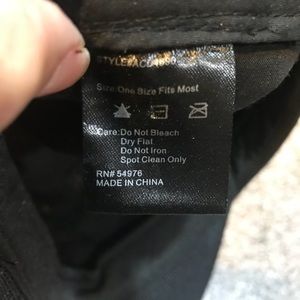 Size:One Size Fits Most
Care:Do Not Bleach
Dry Flat
Do Not Iron
Spot Clean Only
RN# 54976
MADE IN CHINA